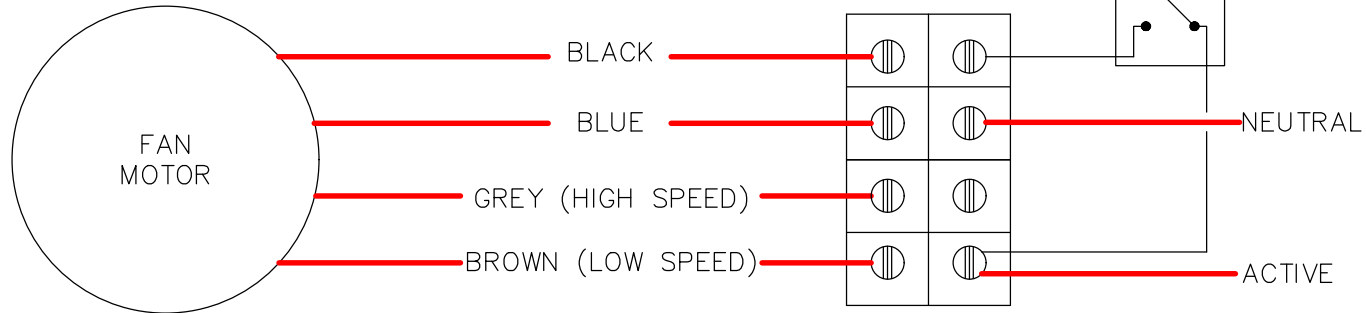 BLACK
BLUE
NEUTRAL
FAN
MOTOR
GREY (HIGH SPEED)
BROWN (LOW SPEED)
ACTIVE